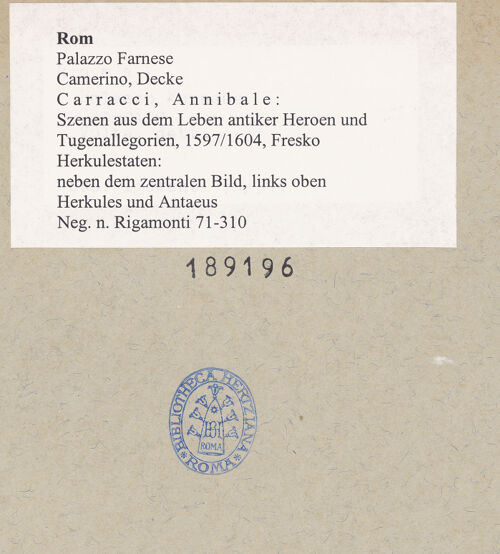 Rom
Palazzo Farnese
Camerino, Decke
Carracci, Annibale:
Szenen aus dem Leben antiker Heroen und
Tugenallegorien, 1597/1604, Fresko
Herkulestaten:
neben dem zentralen Bild, links oben
Herkules und Antaeus
Neg. n. Rigamonti 71-310
189196
BIBLIOTHECA HERTZIANA
ROMA
ROMA